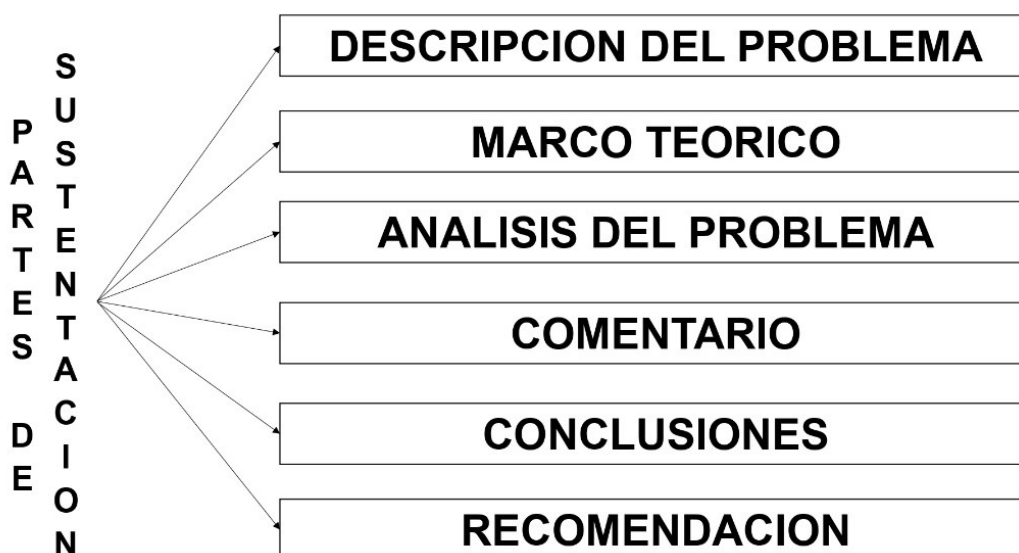 PARTES DE
SUSTENTACION
DESCRIPCION DEL PROBLEMA
MARCO TEORICO
ANALISIS DEL PROBLEMA
COMENTARIO
CONCLUSIONES
RECOMENDACION